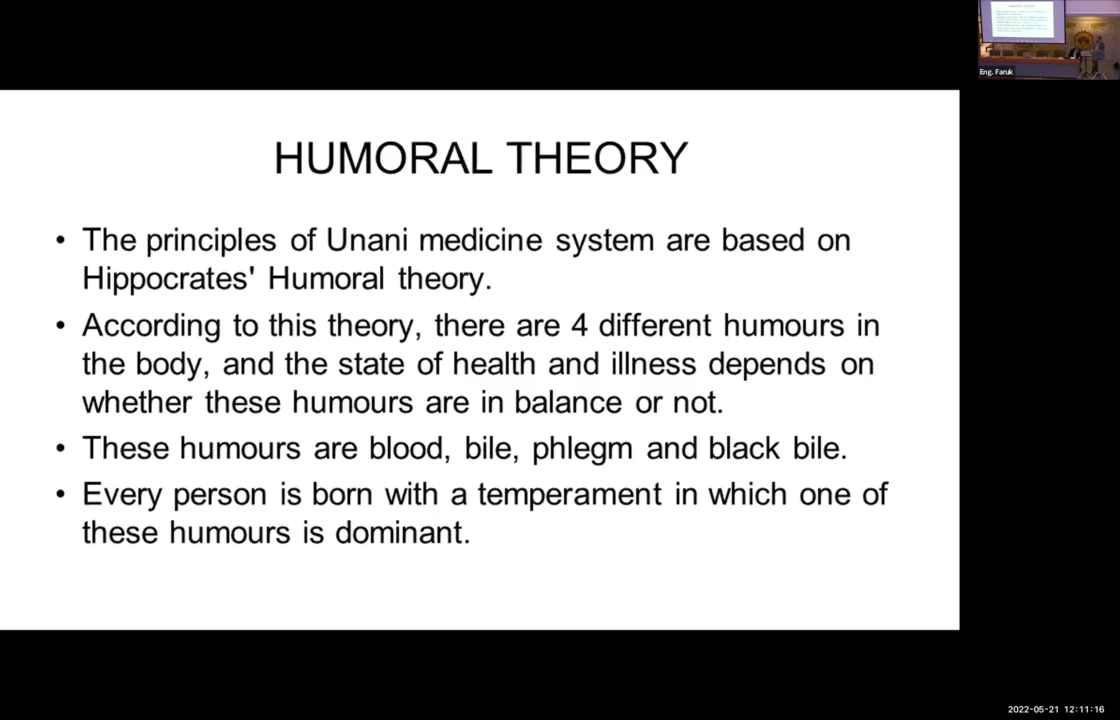 HUMORAL THEORY
• The principles of Unani medicine system are based on
Hippocrates' Humoral theory.
• According to this theory, there are 4 different humours in
the body, and the state of health and illness depends on
whether these humours are in balance or not.
• These humours are blood, bile, phlegm and black bile.
• Every person is born with a temperament in which one of
these humours is dominant.
Eng. Faruk
2022-05-21 12:11:16